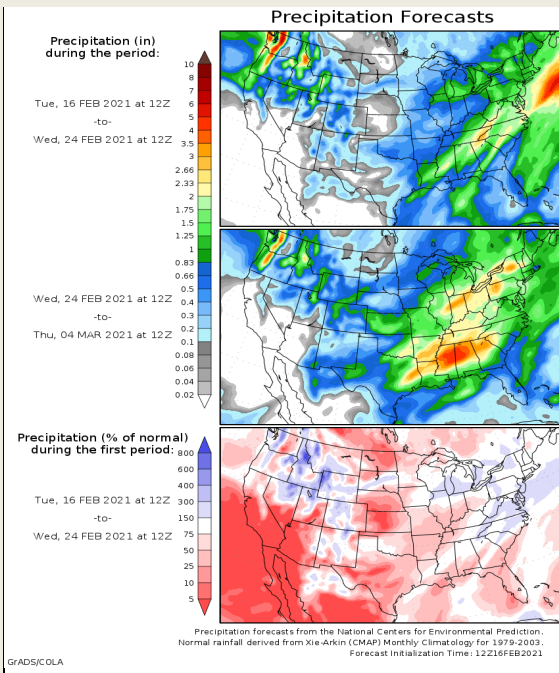 Precipitation Forecasts
Precipitation (in)
during the period:
Tue, 16 FEB 2021 at 12Z
-to-
Wed, 24 FEB 2021 at 12Z
Wed, 24 FEB 2021 at 12Z
-to-
Thu, 04 MAR 2021 at 12Z
10
8
7
6
5
4
3.5
3
2.66
2.33
2
1.75
1.5
1.25
1
0.83
0.66
0.5
0.4
0.3
0.2
0.1
0.08
0.06
0.04
0.02
Precipitation (% of normal)
during the first period:
Tue, 16 FEB 2021 at 12Z
-to-
Wed, 24 FEB 2021 at 12Z
800
600
400
300
150
75
50
25
10
5
Precipitation forecasts from the National Centers for Environmental Prediction.
Normal rainfall derived from Xie-Arkin (CMAP) Monthly Climatology for 1979-2003.
Forecast Initialization Time: 12Z16FEB2021
GrADS/COLA